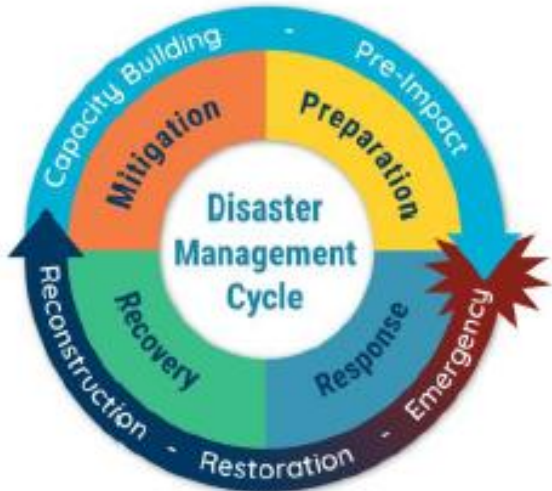 Capacity Building - Pre-Impact
Mitigation
Preparation
Disaster
Management
Cycle
Recovery
Response
Reconstruction - Restoration - Emergency